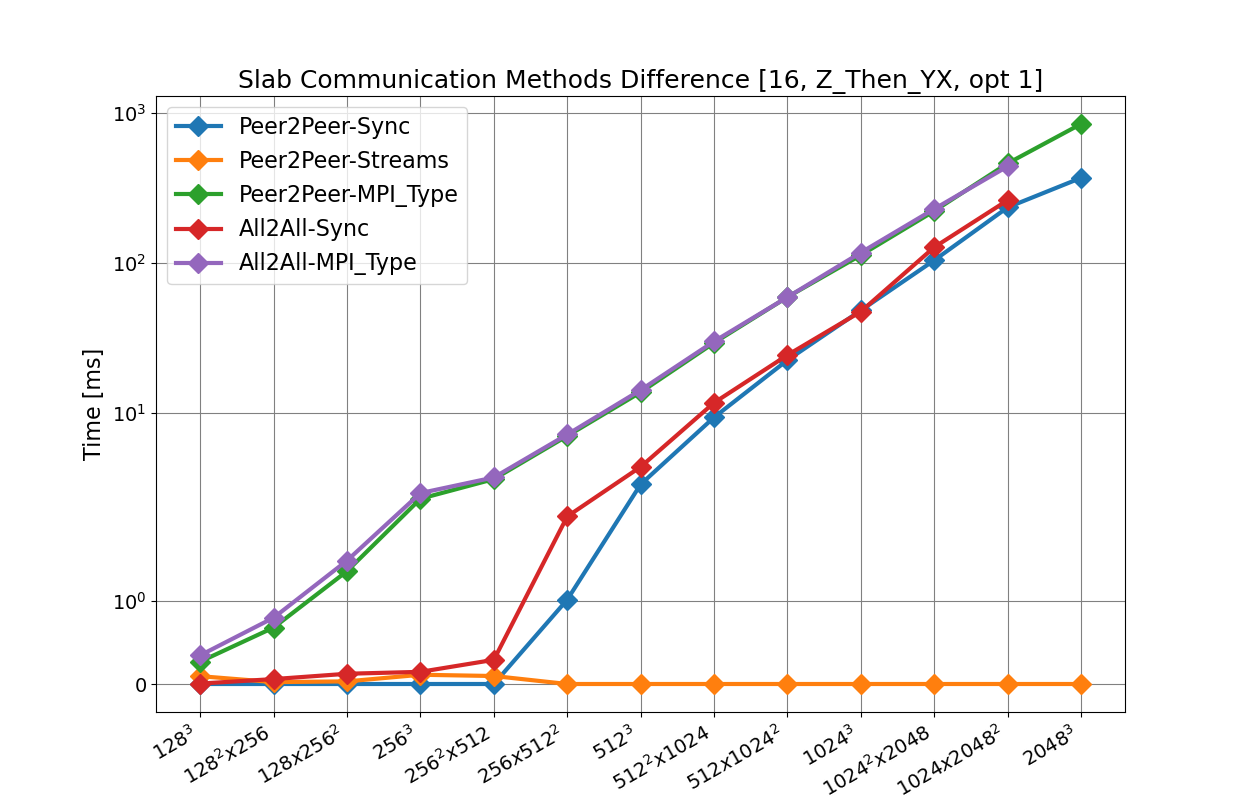 Slab Communication Methods Difference [16, Z_Then_YX, opt 1]
Peer2Peer-Sync
Peer2Peer-Streams
Peer2Peer-MPI_Type
All2All-Sync
All2All-MPI_Type
Time [ms]
10³
10²
10¹
10⁰
0
128³
128²x256
128x256²
256³
256²x512
256x512²
512³
512²x1024
512x1024²
1024³
1024²x2048
1024x2048²
2048³